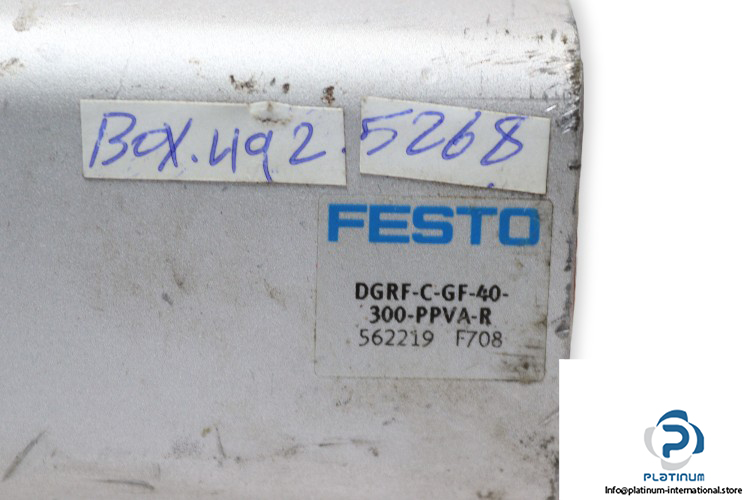 BOX.492.5268
FESTO
DGRF-C-GF-40-
300-PPVA-R
562219 F708
PLATINUM
Info@platinum-international.store